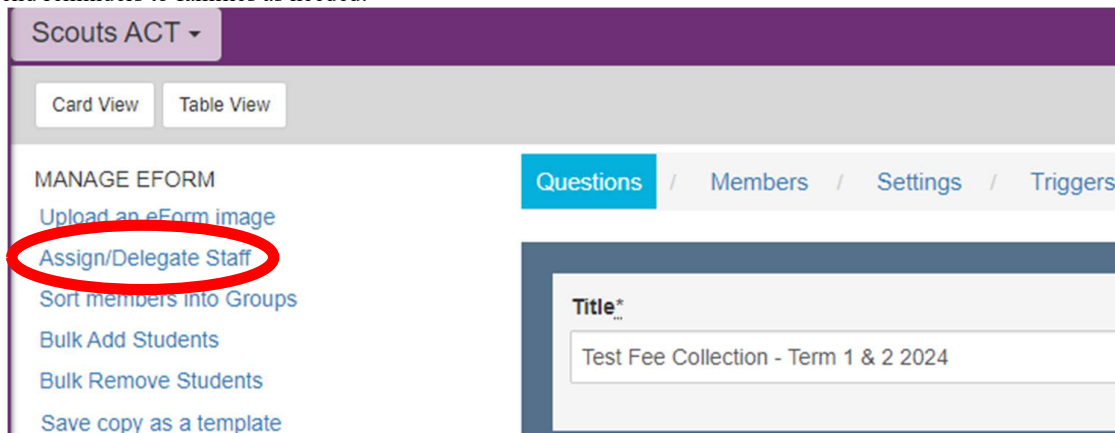 Scouts ACT
Card View Table View
MANAGE EFORM
Upload an eForm image
Assign/Delegate Staff
Sort members into Groups
Bulk Add Students
Bulk Remove Students
Save copy as a template
Questions / Members / Settings / Triggers
Title*
Test Fee Collection - Term 1 & 2 2024